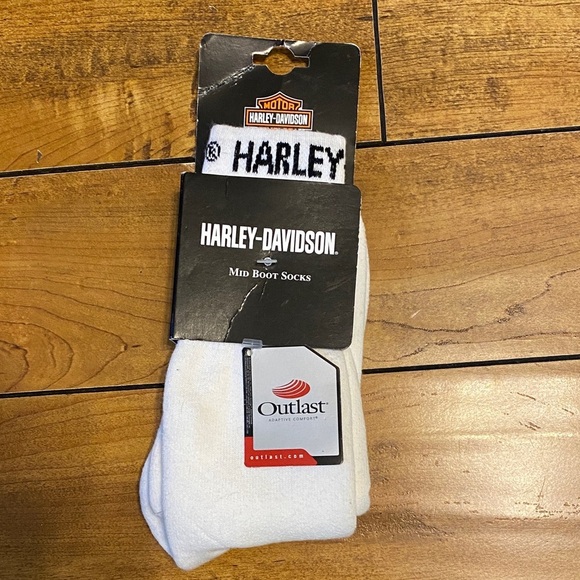 MOTOR
HARLEY-DAVIDSON
® HARLEY
HARLEY-DAVIDSON®
MID BOOT SOCKS
Outlast®
ADAPTIVE COMFORT®
outlast.com